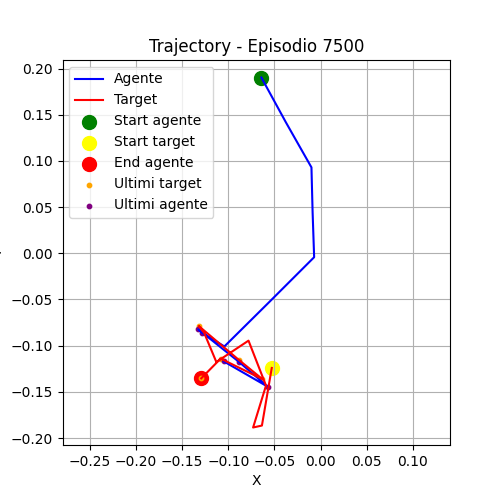 Trajectory - Episodio 7500
Agente
Target
Start agente
Start target
End agente
Ultimi target
Ultimi agente
0.20
0.15
0.10
0.05
0.00
−0.05
−0.10
−0.15
−0.20
−0.25 −0.20 −0.15 −0.10 −0.05 0.00 0.05 0.10
X